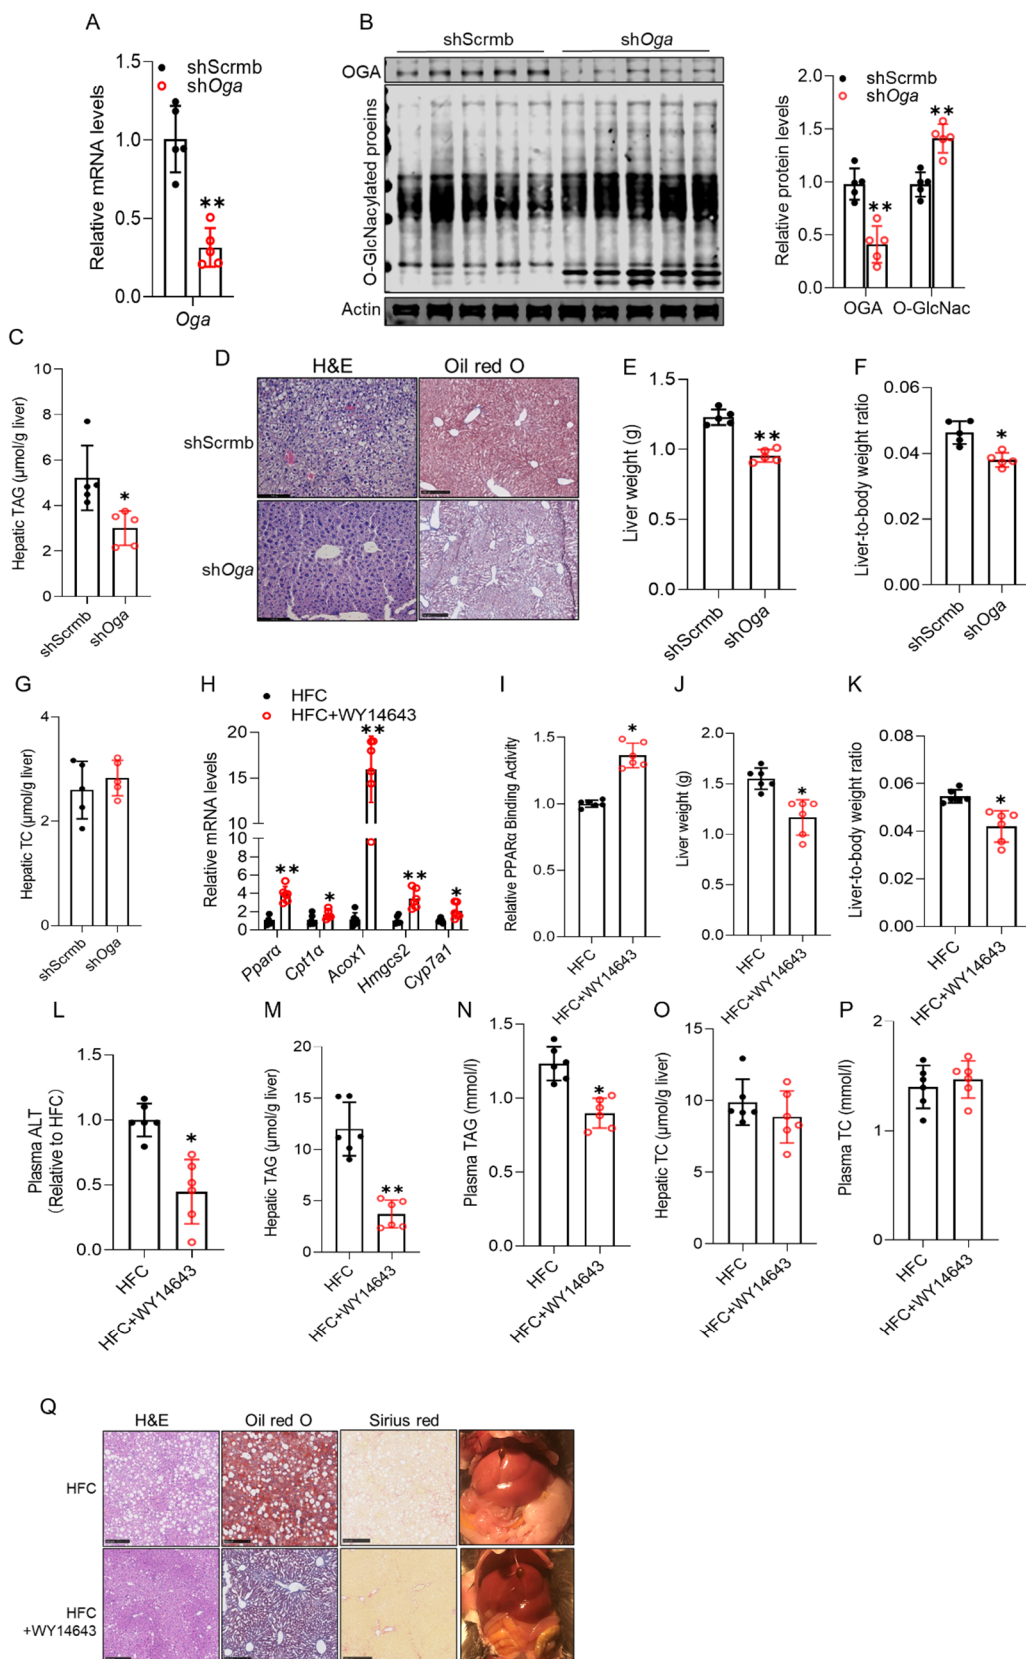 A
Relative mRNA levels
1.5
1.0
0.5
0.0
shScrmb
shOga
**
Oga
B
shScrmb
shOga
OGA
O-GlcNacylated proeins
Actin
Relative protein levels
2.0
1.5
1.0
0.5
0.0
shScrmb
shOga
**
**
OGA
O-GlcNac
C
Hepatic TAG (μmol/g liver)
10
8
6
4
2
0
*
shScrmb
shOga
D
H&E
Oil red O
shScrmb
shOga
E
Liver weight (g)
1.5
1.0
0.5
0.0
**
shScrmb
shOga
F
Liver-to-body weight ratio
0.06
0.04
0.02
0.00
*
shScrmb
shOga
G
Hepatic TC (μmol/g liver)
4
2
0
shScrmb
shOga
H
HFC
HFC+WY14643
Relative mRNA levels
20
15
10
10
8
6
4
2
0
**
*
**
**
*
Pparα
Cpt1α
Acox1
Hmgcs2
Cyp7a1
I
Relative PPARα Binding Activity
1.5
1.0
0.5
0.0
*
HFC
HFC+WY14643
J
Liver weight (g)
2.0
1.5
1.0
0.5
0.0
*
HFC
HFC+WY14643
K
Liver-to-body weight ratio
0.08
0.06
0.04
0.02
0.00
*
HFC
HFC+WY14643
L
Plasma ALT
(Relative to HFC)
1.5
1.0
0.5
0.0
*
HFC
HFC+WY14643
M
Hepatic TAG (μmol/g liver)
20
15
10
5
0
**
HFC
HFC+WY14643
N
Plasma TAG (mmol/l)
1.5
1.0
0.5
0.0
*
HFC
HFC+WY14643
O
Hepatic TC (μmol/g liver)
15
10
5
0
HFC
HFC+WY14643
P
Plasma TC (mmol/l)
2
1
0
HFC
HFC+WY14643
Q
H&E
Oil red O
Sirius red
HFC
HFC
+WY14643